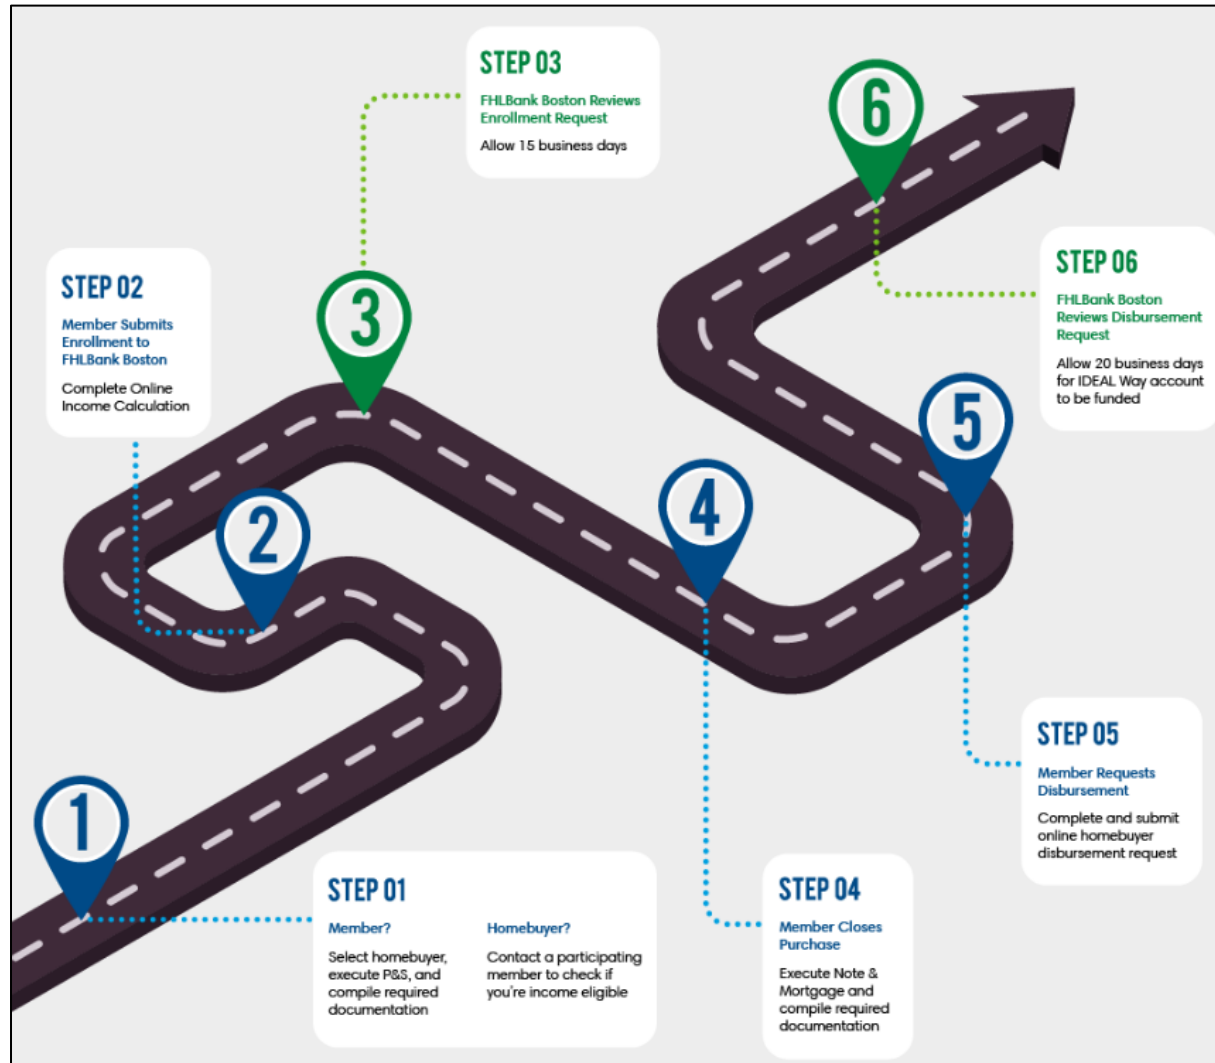 STEP 01
Member?
Select homebuyer,
execute P&S, and
compile required
documentation
Homebuyer?
Contact a participating
member to check if
you're income eligible
1
STEP 02
Member Submits
Enrollment to
FHLBank Boston
Complete Online
Income Calculation
2
STEP 03
FHLBank Boston Reviews
Enrollment Request
Allow 15 business days
3
STEP 04
Member Closes
Purchase
Execute Note &
Mortgage and
compile required
documentation
4
STEP 05
Member Requests
Disbursement
Complete and submit
online homebuyer
disbursement request
5
STEP 06
FHLBank Boston
Reviews Disbursement
Request
Allow 20 business days
for IDEAL Way account
to be funded
6